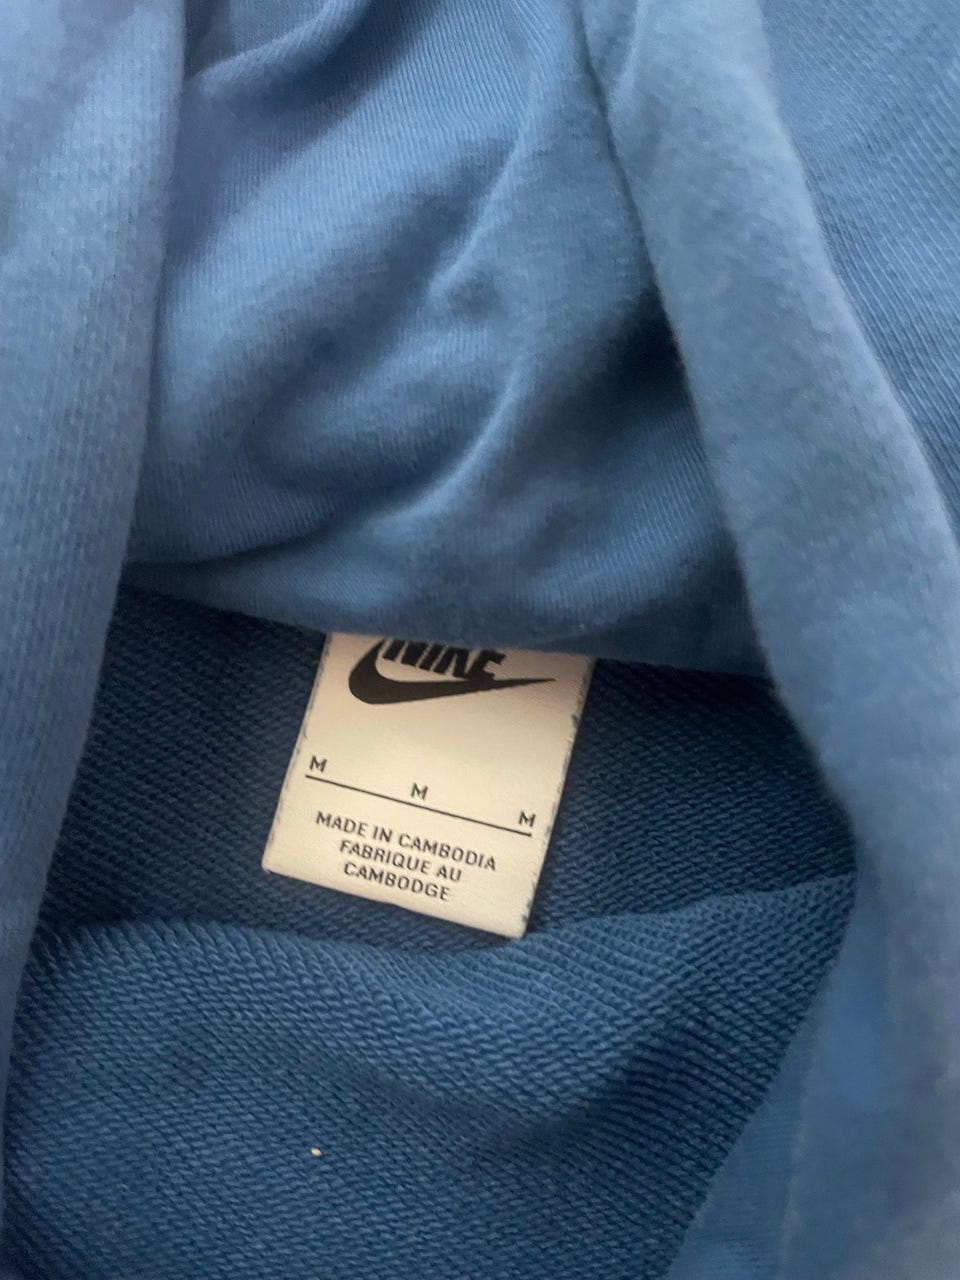 NIKE
M M M
MADE IN CAMBODIA
FABRIQUE AU
CAMBODGE